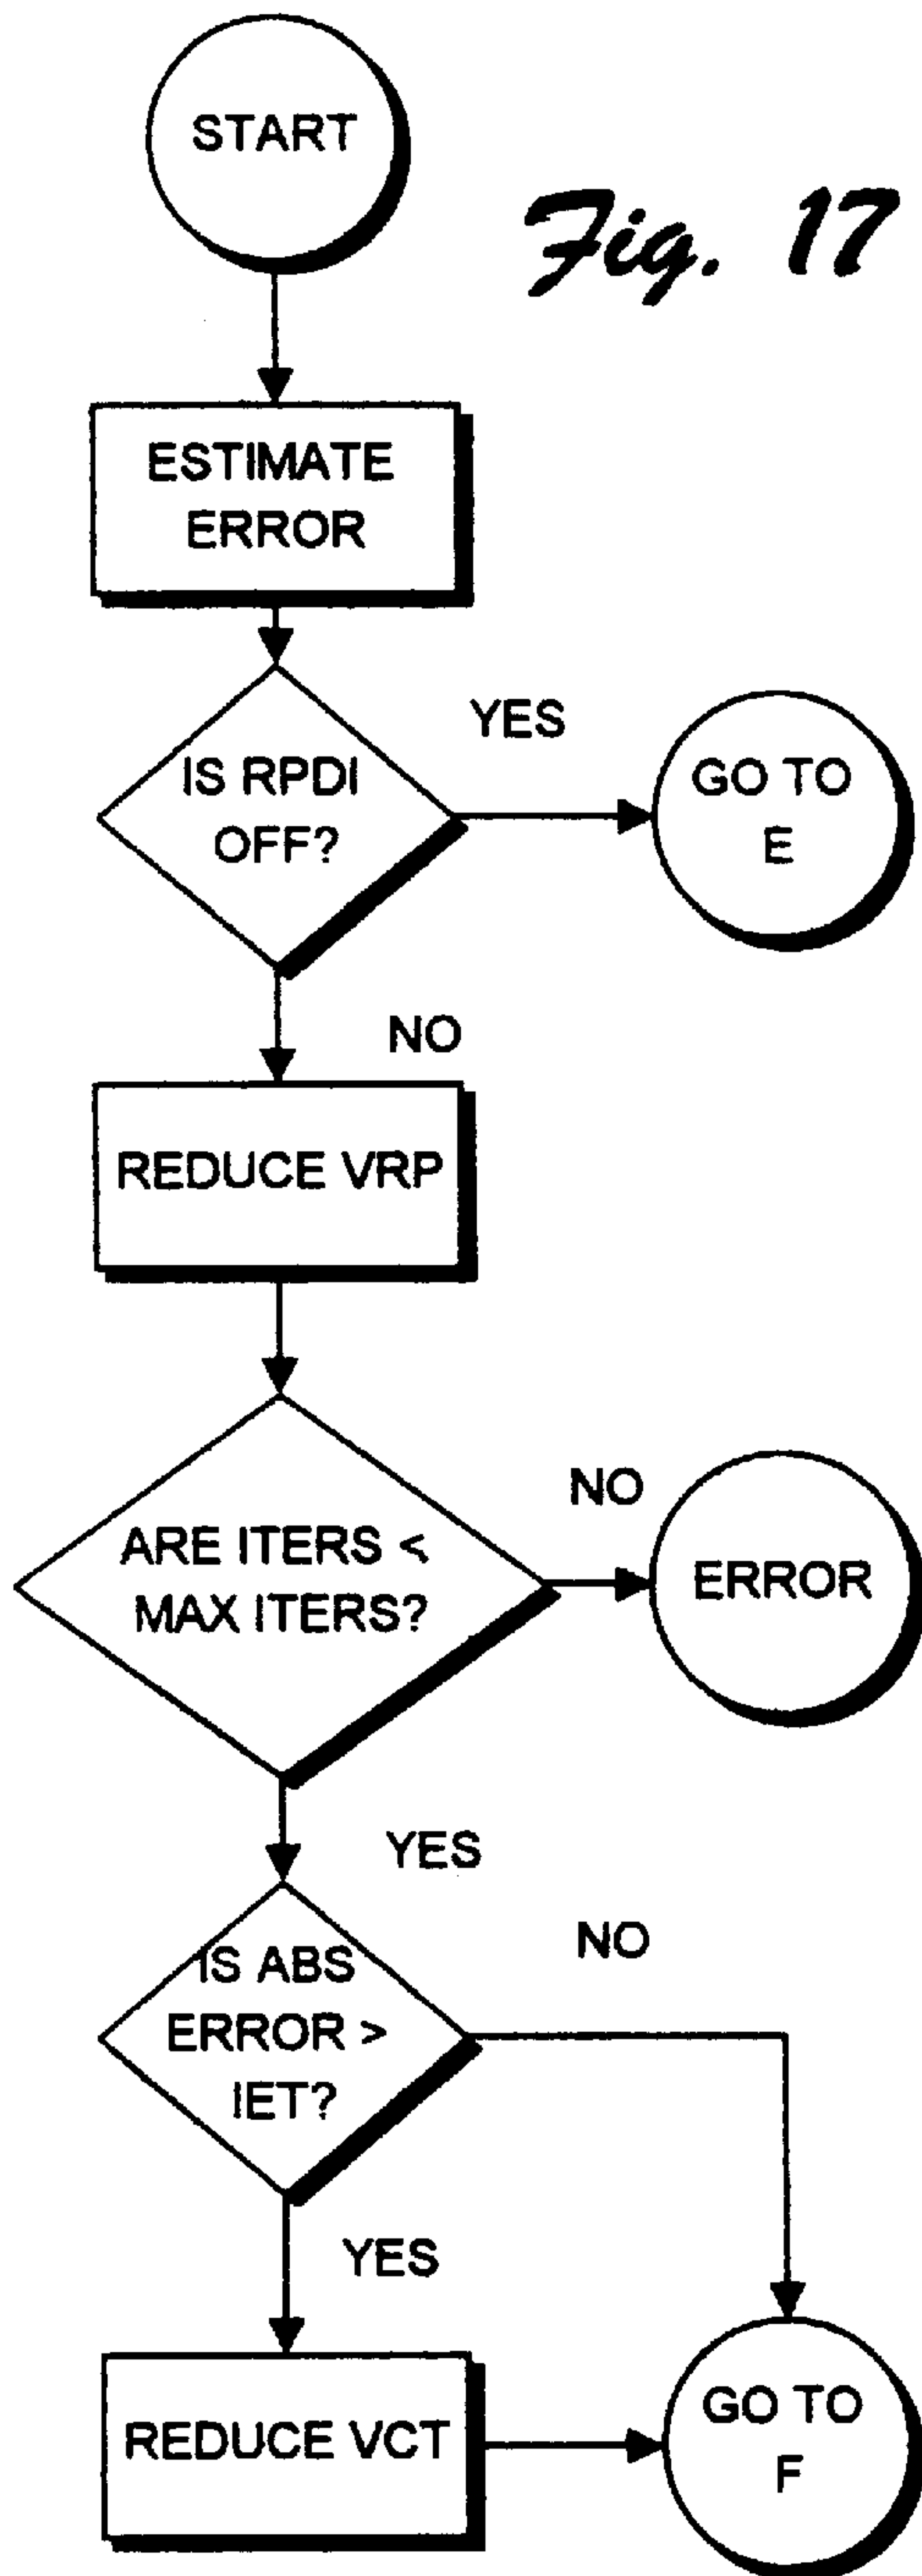 START
Fig. 17
ESTIMATE
ERROR
YES
IS RPDI
OFF?
GO TO
E
NO
REDUCE VRP
NO
ARE ITERS <
MAX ITERS?
ERROR
YES
NO
IS ABS
ERROR >
IET?
YES
REDUCE VCT
GO TO
F